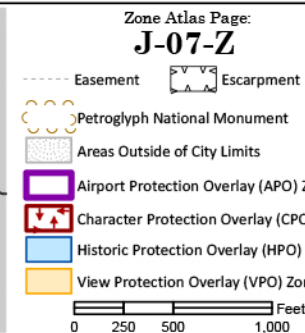 Zone Atlas Page:
J-07-Z
Easement Escarpment
Petroglyph National Monument
Areas Outside of City Limits
Airport Protection Overlay (APO) Z
Character Protection Overlay (CPO
Historic Protection Overlay (HPO)
View Protection Overlay (VPO) Zon
Feet
0 250 500 1,000